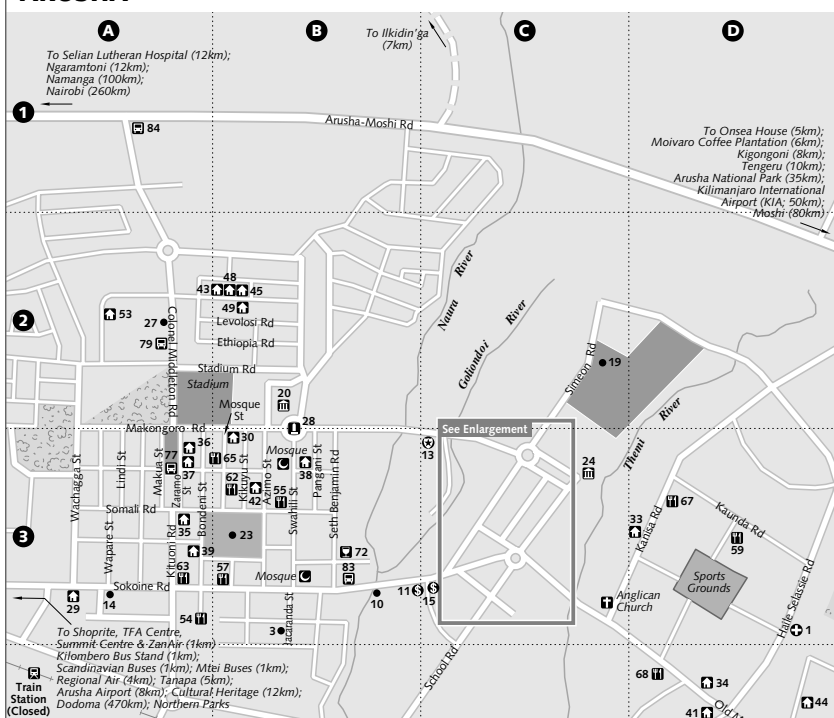 A
B
C
D
To Selian Lutheran Hospital (12km);
Ngaramtoni (12km);
Namanga (100km);
Nairobi (260km)
To Ilkidin'ga
(7km)
1
84
Arusha-Moshi Rd
To Onsea House (5km);
Moivaro Coffee Plantation (6km);
Kigongoni (8km);
Tengeru (10km);
Arusha National Park (35km);
Kilimanjaro International
Airport (KIA; 50km);
Moshi (80km)
Naura
River
Goliondoi
River
48
43
45
49
53
27
2
Levolosi Rd
Ethiopia Rd
79
Colonel Middleton Rd
Stadium Rd
Stadium
Simeon Rd
19
Mosque
St
20
28
Makongoro Rd
Themi
River
See Enlargement
36
30
13
77
65
Mosque
24
37
62
55
38
42
Wachagga St
Lindi St
Makua St
Zaramo
St
Bondeni St
Kikuyu St
Azimo St
Swahili St
Pangani St
Seth Benjamin Rd
67
Somali Rd
33
Kanisa Rd
Kaunda Rd
3
35
23
59
Wapare St
Kituoni Rd
39
72
63
57
Mosque
83
Sports
Grounds
Sokoine Rd
29
14
10
11
15
Anglican
Church
Haile Selassie Rd
54
3
Jacaranda St
1
To Shoprite, TFA Centre,
Summit Centre & ZanAir (1km)
Kilombero Bus Stand (1km);
Scandinavian Buses (1km); Mtei Buses (1km);
Regional Air (4km); Tanapa (5km);
Arusha Airport (8km); Cultural Heritage (12km);
Dodoma (470km); Northern Parks
Train
Station
(Closed)
School Rd
68
34
44
41